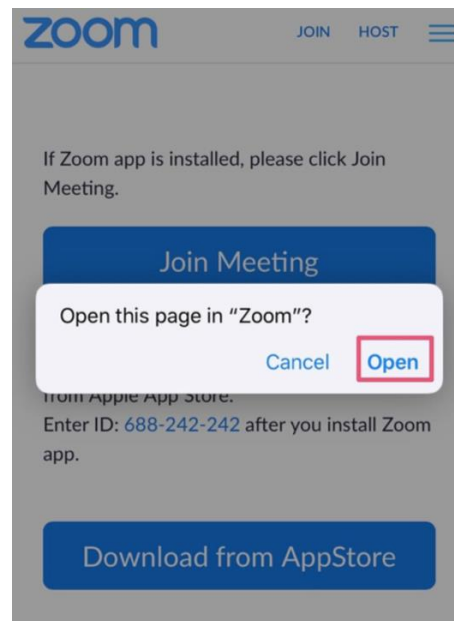 zoom JOIN HOST
If Zoom app is installed, please click Join
Meeting.
Join Meeting
Open this page in “Zoom”?
Cancel Open
from Apple App Store.
Enter ID: 688-242-242 after you install Zoom
app.
Download from AppStore